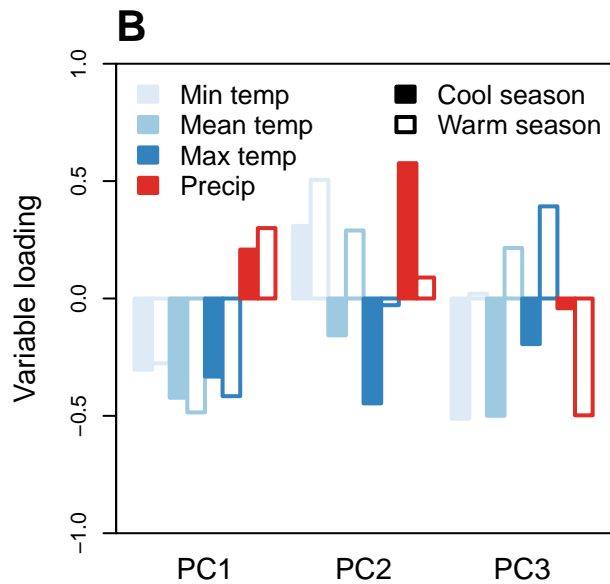 B
1.0
0.5
0.0
−0.5
−1.0
Variable loading
Min temp
Mean temp
Max temp
Precip
Cool season
Warm season
PC1 PC2 PC3